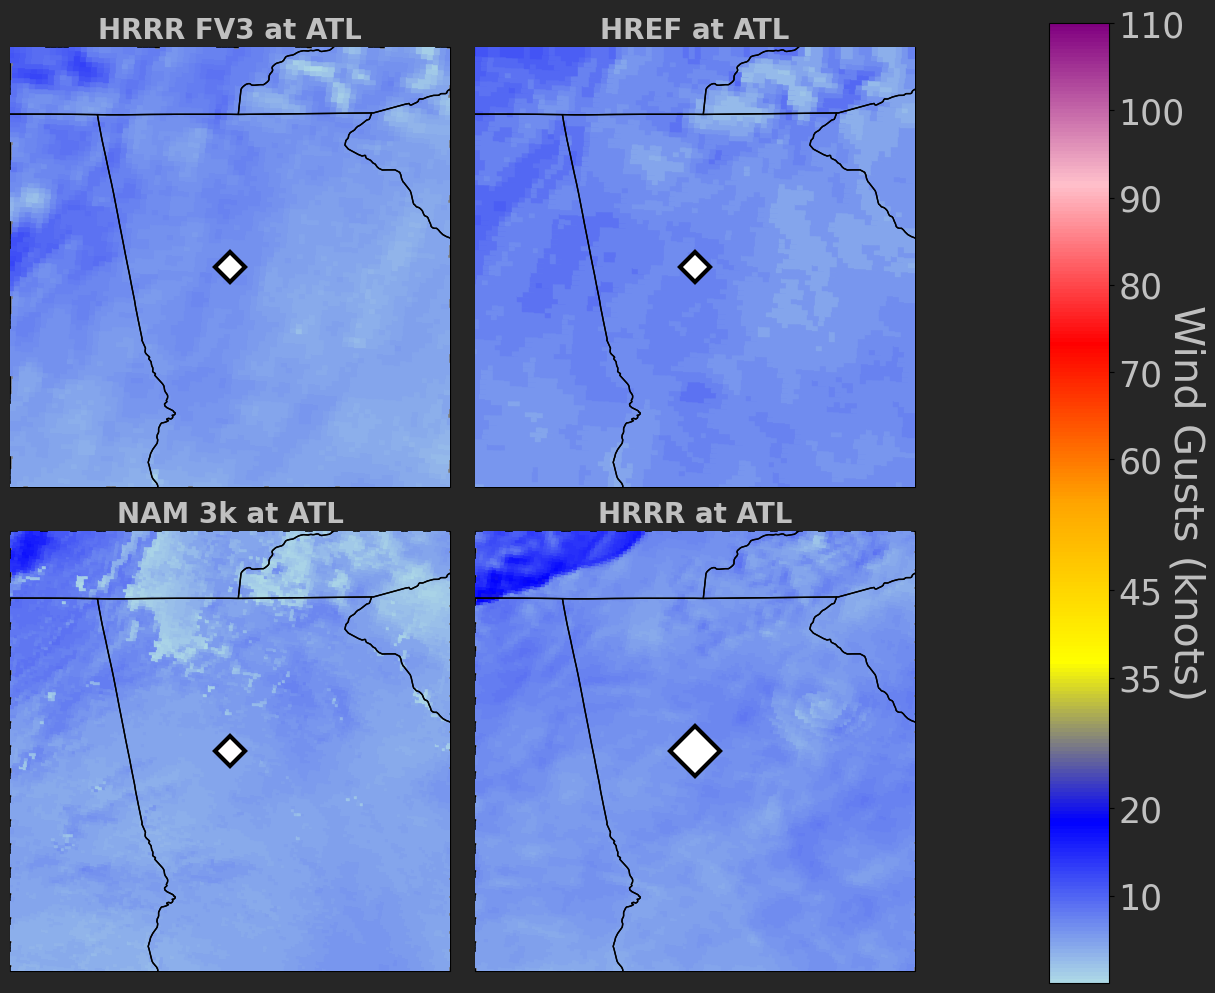 HRRR FV3 at ATL
HREF at ATL
NAM 3k at ATL
HRRR at ATL
110
100
90
80
70
60
45
35
20
10
Wind Gusts (knots)